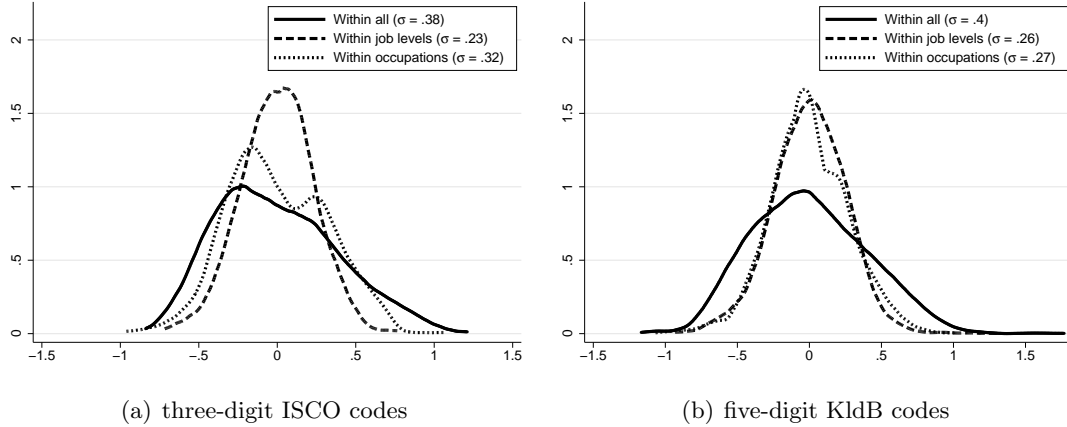 Within all (σ = .38)
Within job levels (σ = .23)
Within occupations (σ = .32)
2
1.5
1
.5
0
−1.5 −1 −.5 0 .5 1 1.5
(a) three-digit ISCO codes
Within all (σ = .4)
Within job levels (σ = .26)
Within occupations (σ = .27)
2
1.5
1
.5
0
−1.5 −1 −.5 0 .5 1 1.5
(b) five-digit KldB codes